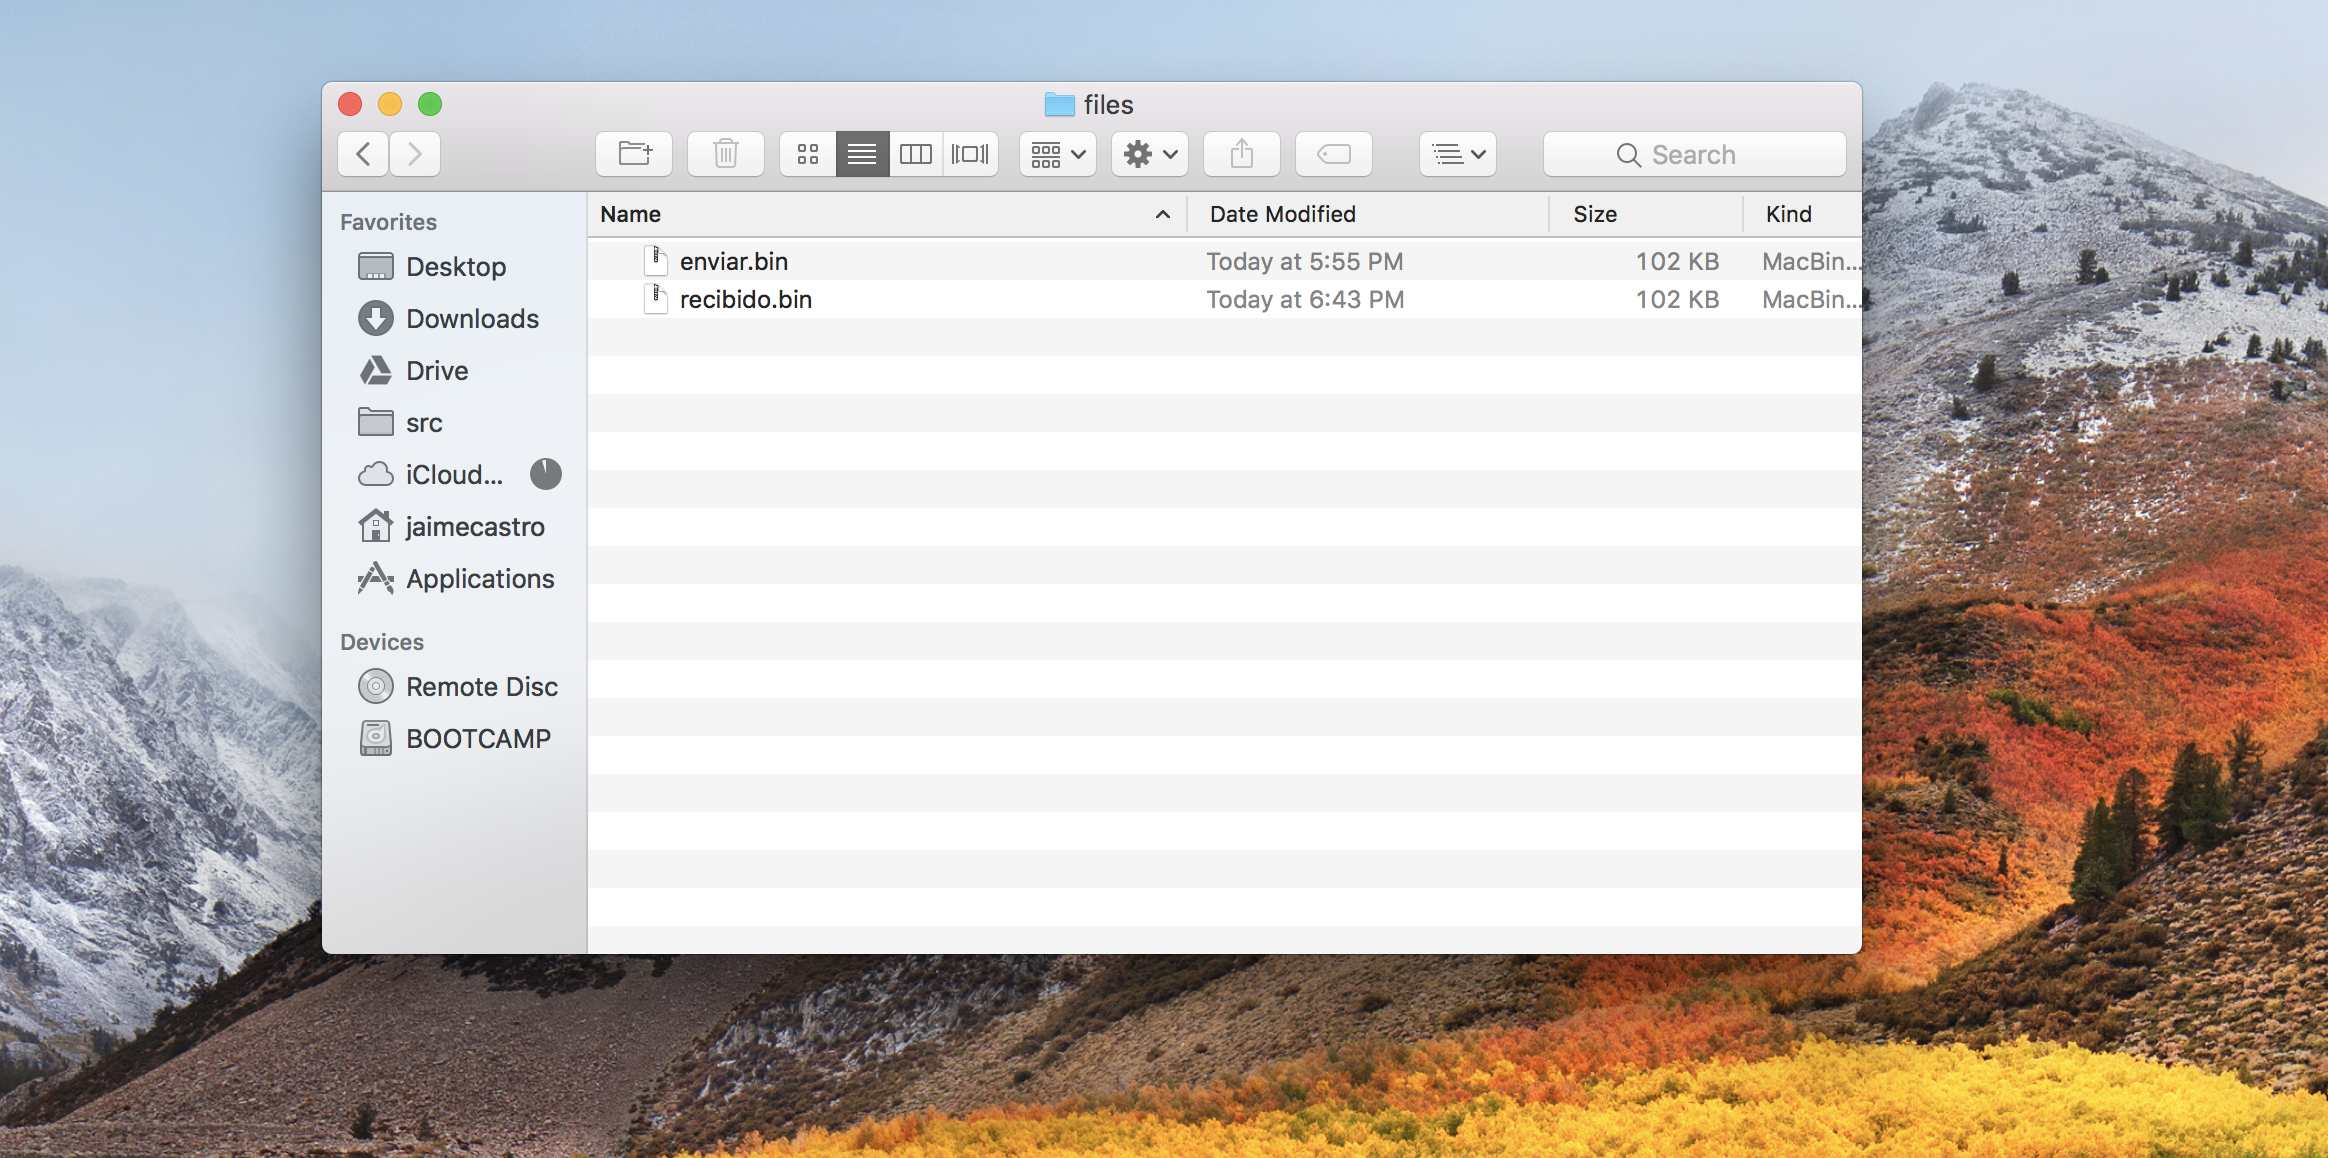 files
Search
Favorites
Desktop
Downloads
Drive
src
iCloud...
jaimecastro
Applications
Devices
Remote Disc
BOOTCAMP
Name Date Modified Size Kind
enviar.bin Today at 5:55 PM 102 KB MacBin...
recibido.bin Today at 6:43 PM 102 KB MacBin...